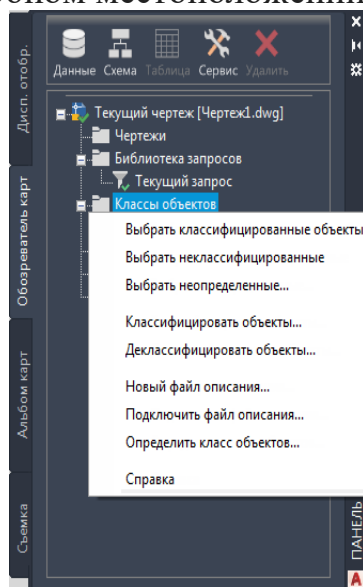 Данные Схема Таблица Сервис Удалить
Текущий чертеж [Чертеж1.dwg]
Чертежи
Библиотека запросов
Текущий запрос
Классы объектов
Выбрать классифицированные объекты
Выбрать неклассифицированные
Выбрать неопределенные...
Классифицировать объекты...
Деклассифицировать объекты...
Новый файл описания...
Подключить файл описания...
Определить класс объектов...
Справка
Дисп. отобр.
Обозреватель карт
Альбом карт
Съемка
ПАНЕЛЬ